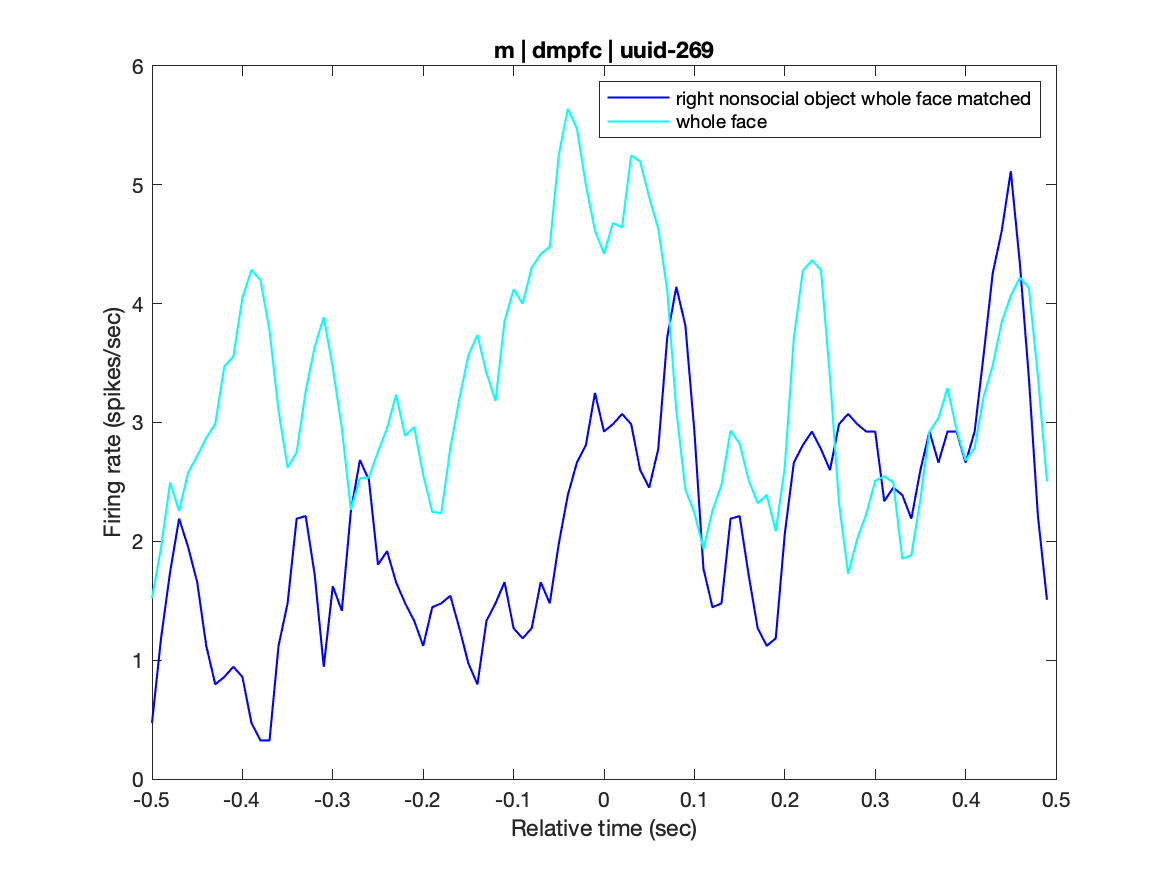 m | dmpfc | uuid-269
right nonsocial object whole face matched
whole face
6
5
4
3
2
1
0
Firing rate (spikes/sec)
-0.5 -0.4 -0.3 -0.2 -0.1 0 0.1 0.2 0.3 0.4 0.5
Relative time (sec)